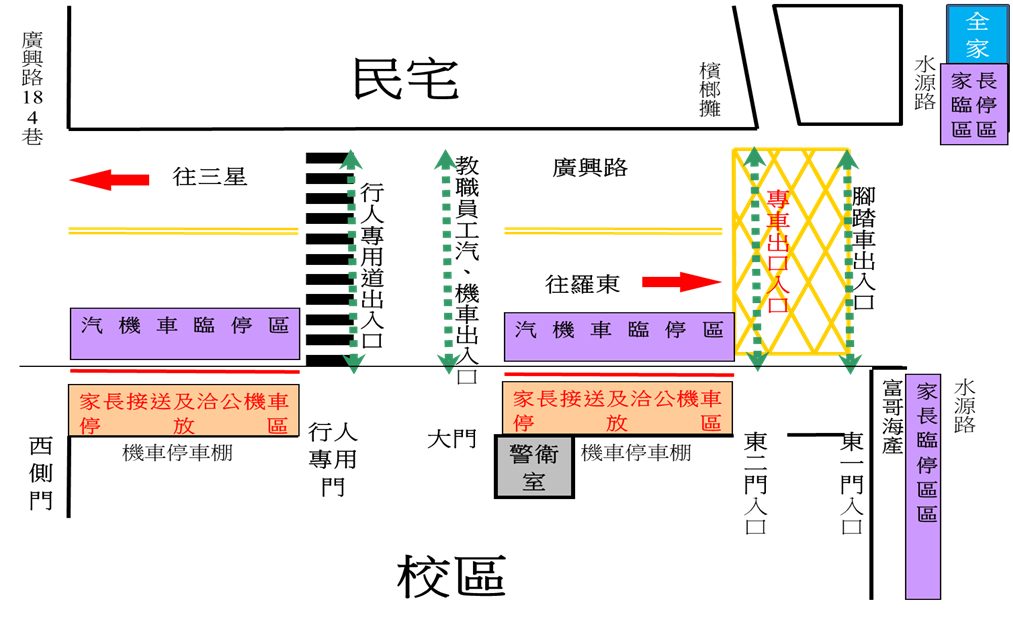 廣興路184巷
民宅
檳榔攤
水源路
全家
家長臨停區區
往三星
行人專用道出入口
教職員工汽、機車出入口
廣興路
往羅東
專車出口入口
腳踏車出入口
汽機車臨停區
汽機車臨停區
家長接送及洽公機車
停放區
家長接送及洽公機車
停放區
西側門
機車停車棚
行人
專用
門
大門
警衛
室
機車停車棚
東二門入口
東一門入口
富哥海產
家長臨停區區
水源路
校區